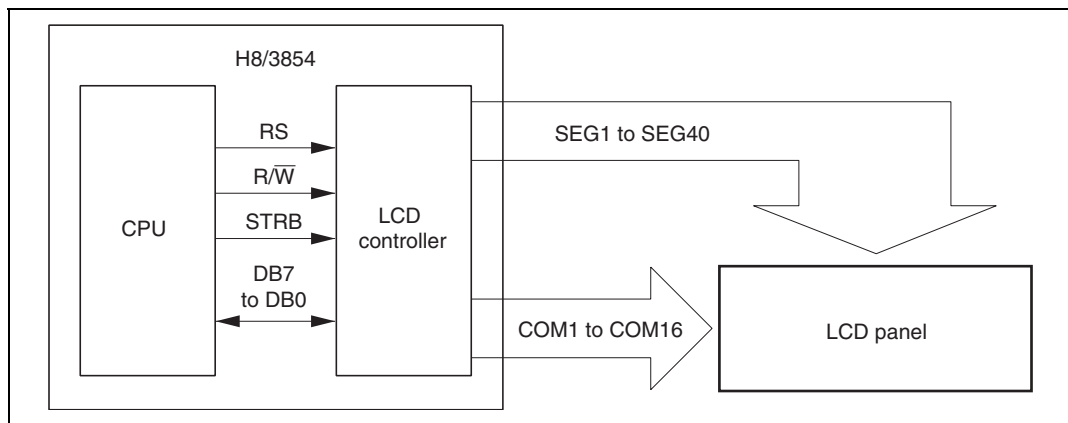 H8/3854
CPU
RS
R/W̅
STRB
DB7
to DB0
LCD
controller
SEG1 to SEG40
COM1 to COM16
LCD panel